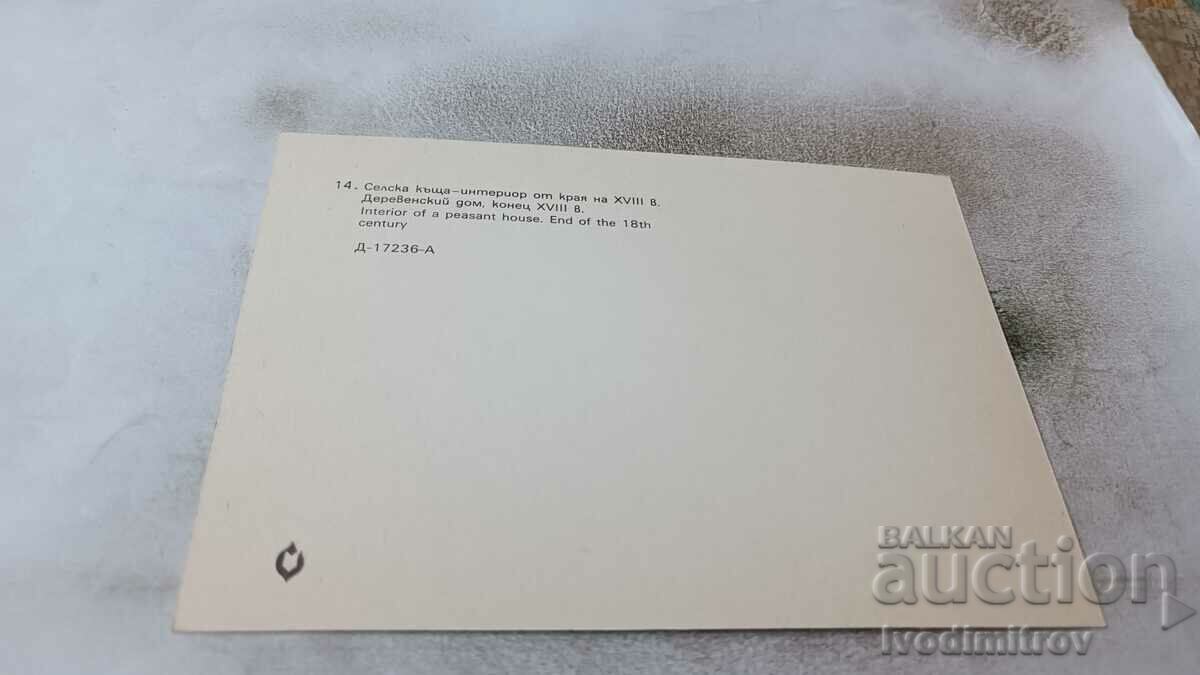 14. Селска къща-интериор от края на XVIII в.
Деревенский дом, конец XVIII в.
Interior of a peasant house. End of the 18th
century
Д-17236-А
BALKAN
auction
Ivodimitrov